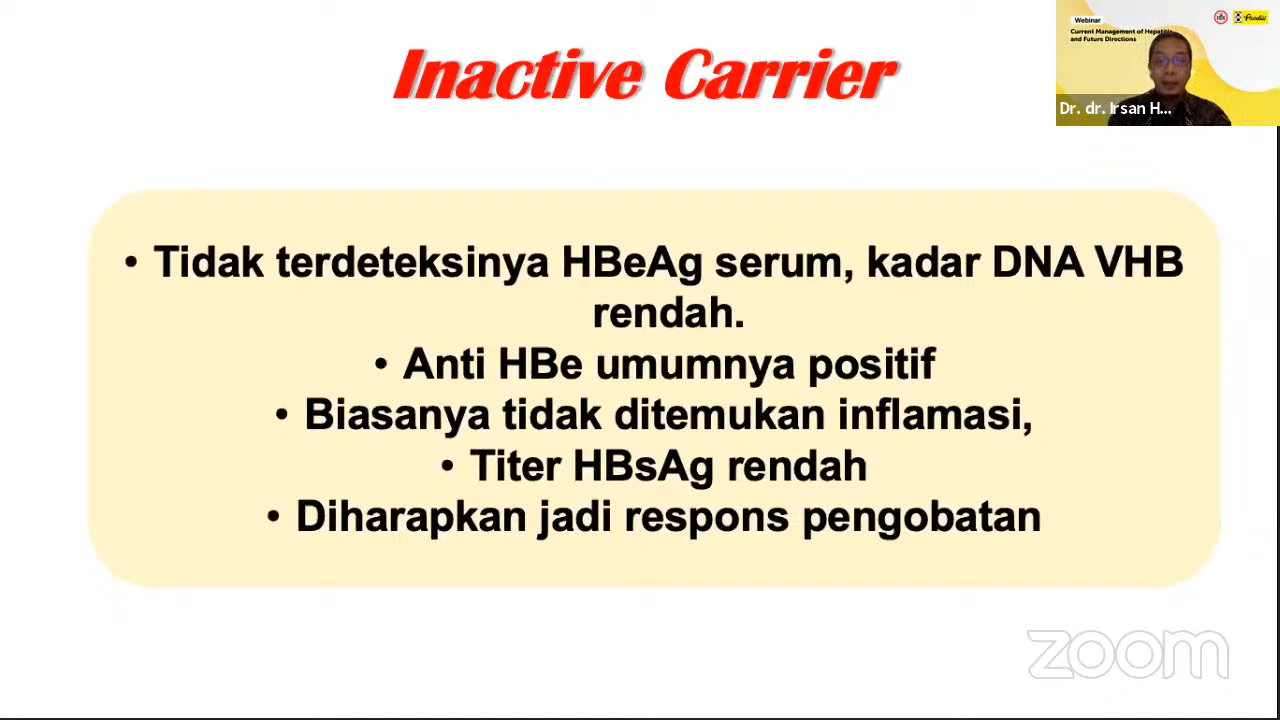 Inactive Carrier
Webinar
Current Management of Hepatitis
and Future Directions
Prodia
Dr. dr. Irsan H...
• Tidak terdeteksinya HBeAg serum, kadar DNA VHB
rendah.
• Anti HBe umumnya positif
• Biasanya tidak ditemukan inflamasi,
• Titer HBsAg rendah
• Diharapkan jadi respons pengobatan
zoom